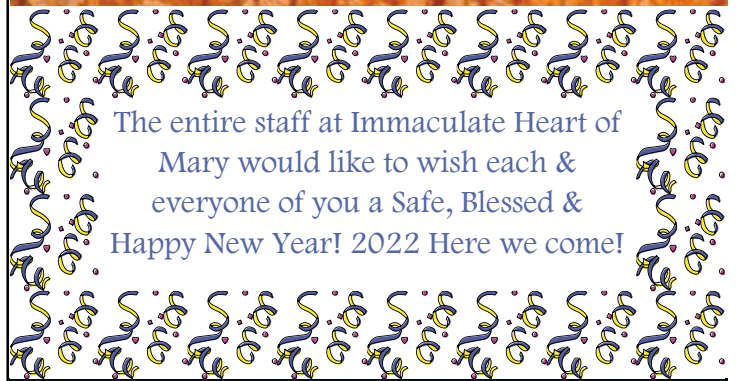 The entire staff at Immaculate Heart of
Mary would like to wish each &
everyone of you a Safe, Blessed &
Happy New Year! 2022 Here we come!